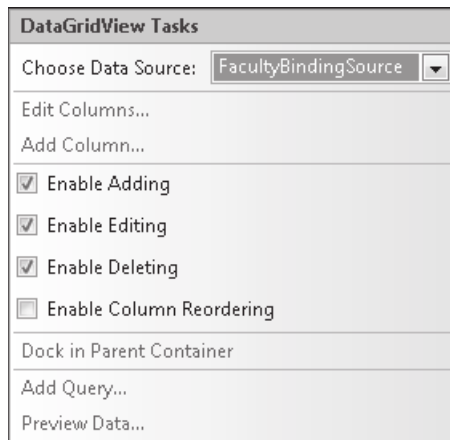 DataGridView Tasks
Choose Data Source: FacultyBindingSource
Edit Columns...
Add Column...
Enable Adding
Enable Editing
Enable Deleting
Enable Column Reordering
Dock in Parent Container
Add Query...
Preview Data...